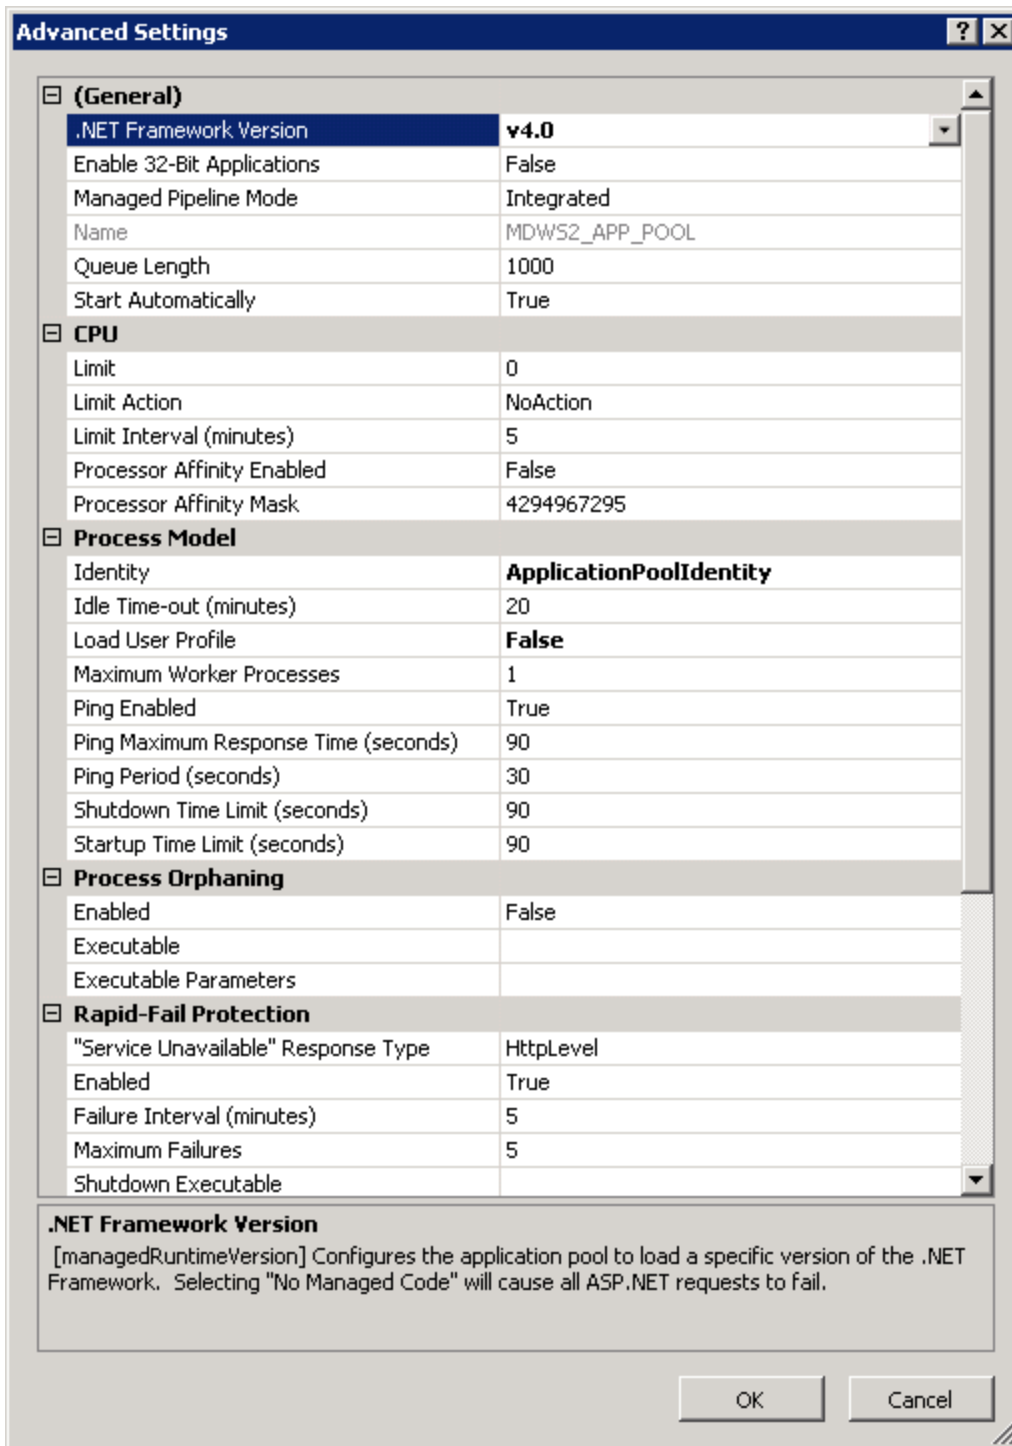 Advanced Settings
(General)
.NET Framework Version v4.0
Enable 32-Bit Applications False
Managed Pipeline Mode Integrated
Name MDWS2_APP_POOL
Queue Length 1000
Start Automatically True
CPU
Limit 0
Limit Action NoAction
Limit Interval (minutes) 5
Processor Affinity Enabled False
Processor Affinity Mask 4294967295
Process Model
Identity ApplicationPoolIdentity
Idle Time-out (minutes) 20
Load User Profile False
Maximum Worker Processes 1
Ping Enabled True
Ping Maximum Response Time (seconds) 90
Ping Period (seconds) 30
Shutdown Time Limit (seconds) 90
Startup Time Limit (seconds) 90
Process Orphaning
Enabled False
Executable
Executable Parameters
Rapid-Fail Protection
"Service Unavailable" Response Type HttpLevel
Enabled True
Failure Interval (minutes) 5
Maximum Failures 5
Shutdown Executable
.NET Framework Version
[managedRuntimeVersion] Configures the application pool to load a specific version of the .NET
Framework. Selecting "No Managed Code" will cause all ASP.NET requests to fail.
OK Cancel